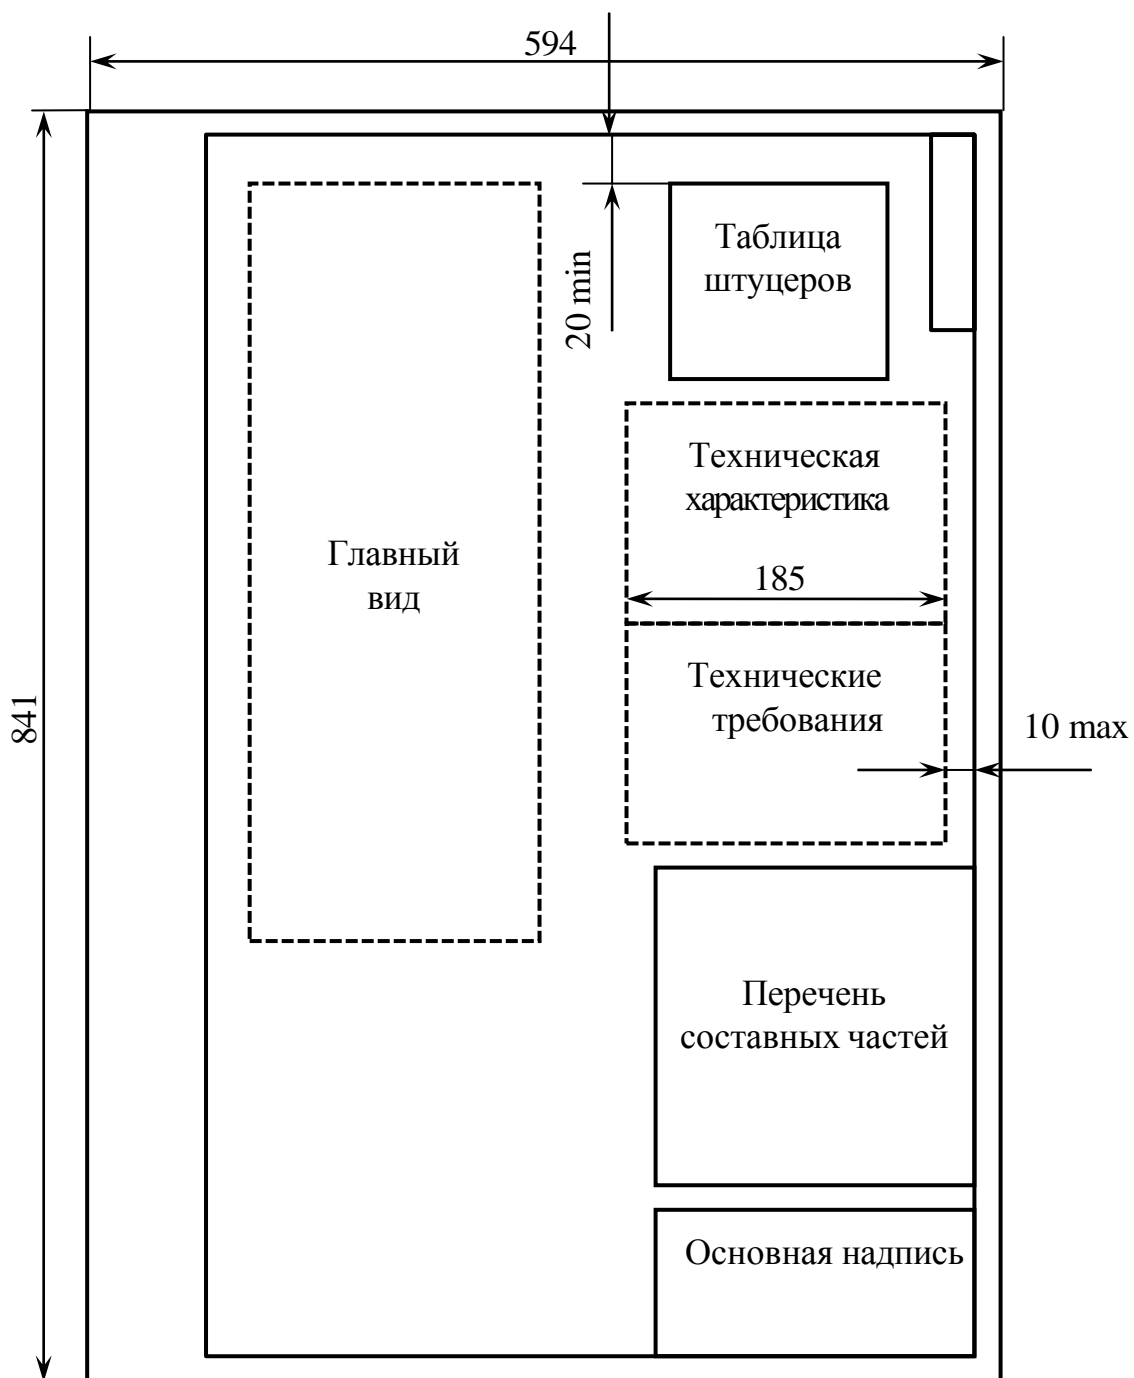 594
20 min
Таблица
штуцеров
Техническая
характеристика
Главный
вид
185
Технические
требования
841
10 max
Перечень
составных частей
Основная надпись